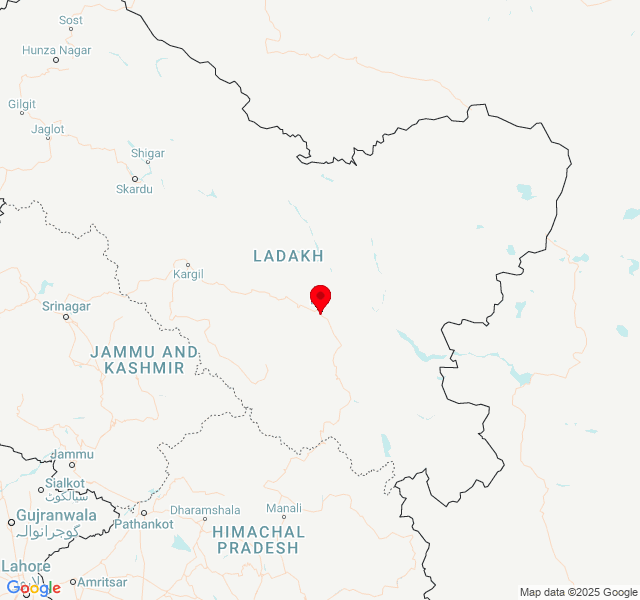 Sost
Hunza Nagar
Gilgit
Jaglot
Shigar
Skardu
LADAKH
Kargil
Srinagar
JAMMU AND
KASHMIR
Jammu
Sialkot
سیالکوٹ
Gujranwala
گوجرانوالہ
Pathankot
Dharamshala
Manali
HIMACHAL
PRADESH
Lahore
Amritsar
Google
Map data ©2025 Google